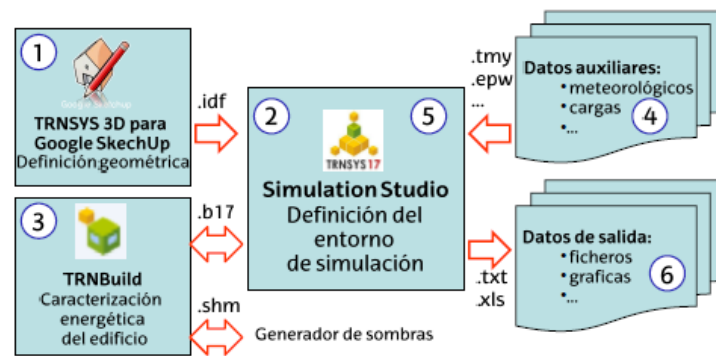 1
Google Sketchup
TRNSYS 3D para
Google SkechUp
Definición geométrica
.idf
2
5
TRNSYS 17
Simulation Studio
Definición del
entorno
de simulación
.tmy
.epw
...
Datos auxiliares:
• meteorológicos
• cargas
•...
4
3
TRNBuild
Caracterización
energética
del edificio
.b17
.shm
Generador de sombras
.txt
.xls
Datos de salida:
• ficheros
• graficas
•...
6